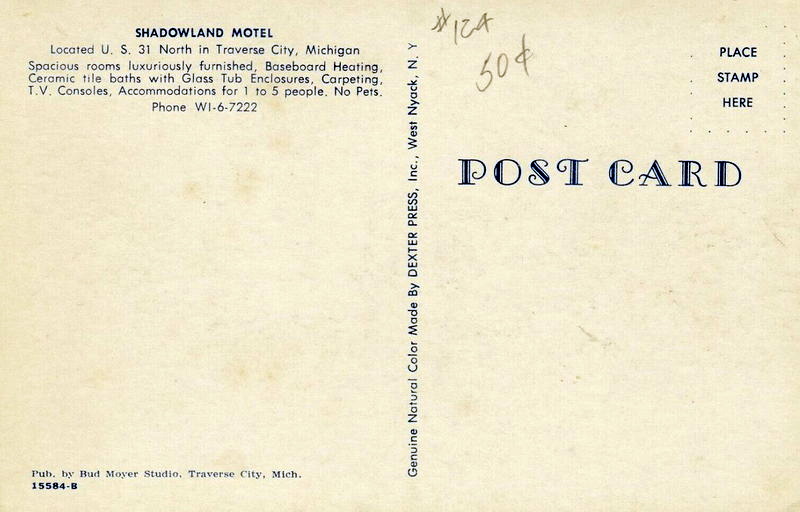 SHADOWLAND MOTEL
Located U. S. 31 North in Traverse City, Michigan
Spacious rooms luxuriously furnished, Baseboard Heating,
Ceramic tile baths with Glass Tub Enclosures, Carpeting,
T.V. Consoles, Accommodations for 1 to 5 people. No Pets.
Phone WI-6-7222
Pub. by Bud Moyer Studio, Traverse City, Mich.
15584-B
Genuine Natural Color Made By DEXTER PRESS, Inc., West Nyack, N. Y
50¢
PLACE
STAMP
HERE
POST CARD